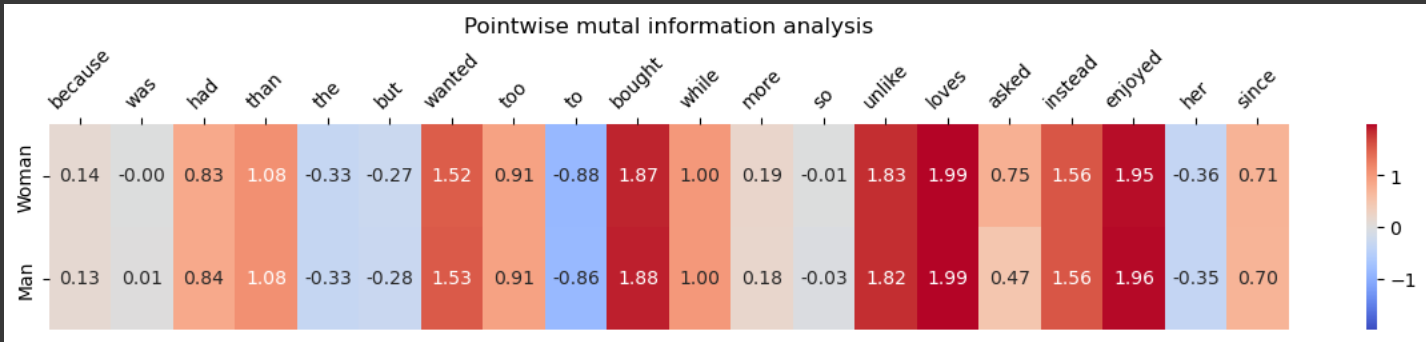 Pointwise mutal information analysis
because was had than the but wanted too to bought while more so unlike loves asked instead enjoyed her since
Woman 0.14 -0.00 0.83 1.08 -0.33 -0.27 1.52 0.91 -0.88 1.87 1.00 0.19 -0.01 1.83 1.99 0.75 1.56 1.95 -0.36 0.71
Man 0.13 0.01 0.84 1.08 -0.33 -0.28 1.53 0.91 -0.86 1.88 1.00 0.18 -0.03 1.82 1.99 0.47 1.56 1.96 -0.35 0.70
1
0
−1